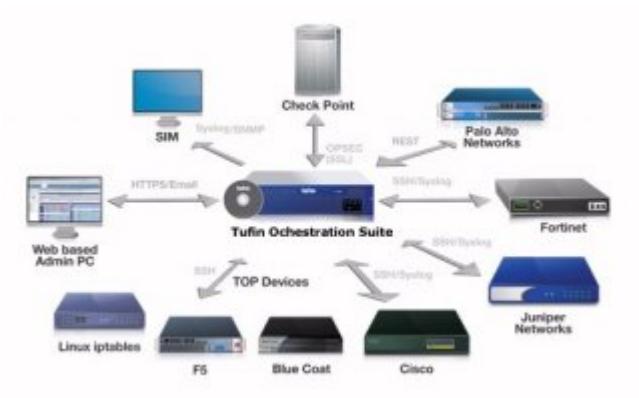 Check Point
SIM
Syslog/SNMP
OPSEC
(SSL)
REST
Palo Alto
Networks
HTTPS/Email
Tufin
SSH/Syslog
Web based
Admin PC
Tufin Ochestration Suite
Fortinet
SSH
TOP Devices
SSH/Syslog
SSH/Syslog
Juniper
Networks
Linux iptables
F5
Blue Coat
Cisco